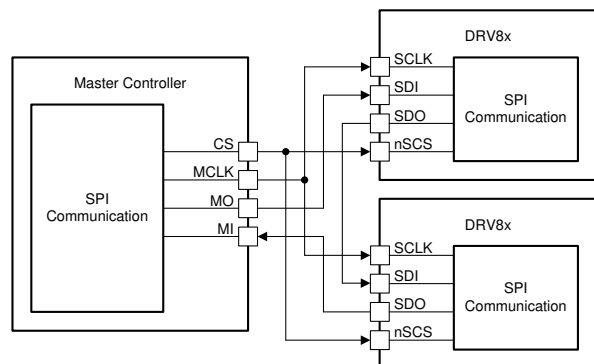 Master Controller
SPI
Communication
CS
MCLK
MO
MI
DRV8x
SCLK
SDI
SDO
nSCS
SPI
Communication
DRV8x
SCLK
SDI
SDO
nSCS
SPI
Communication